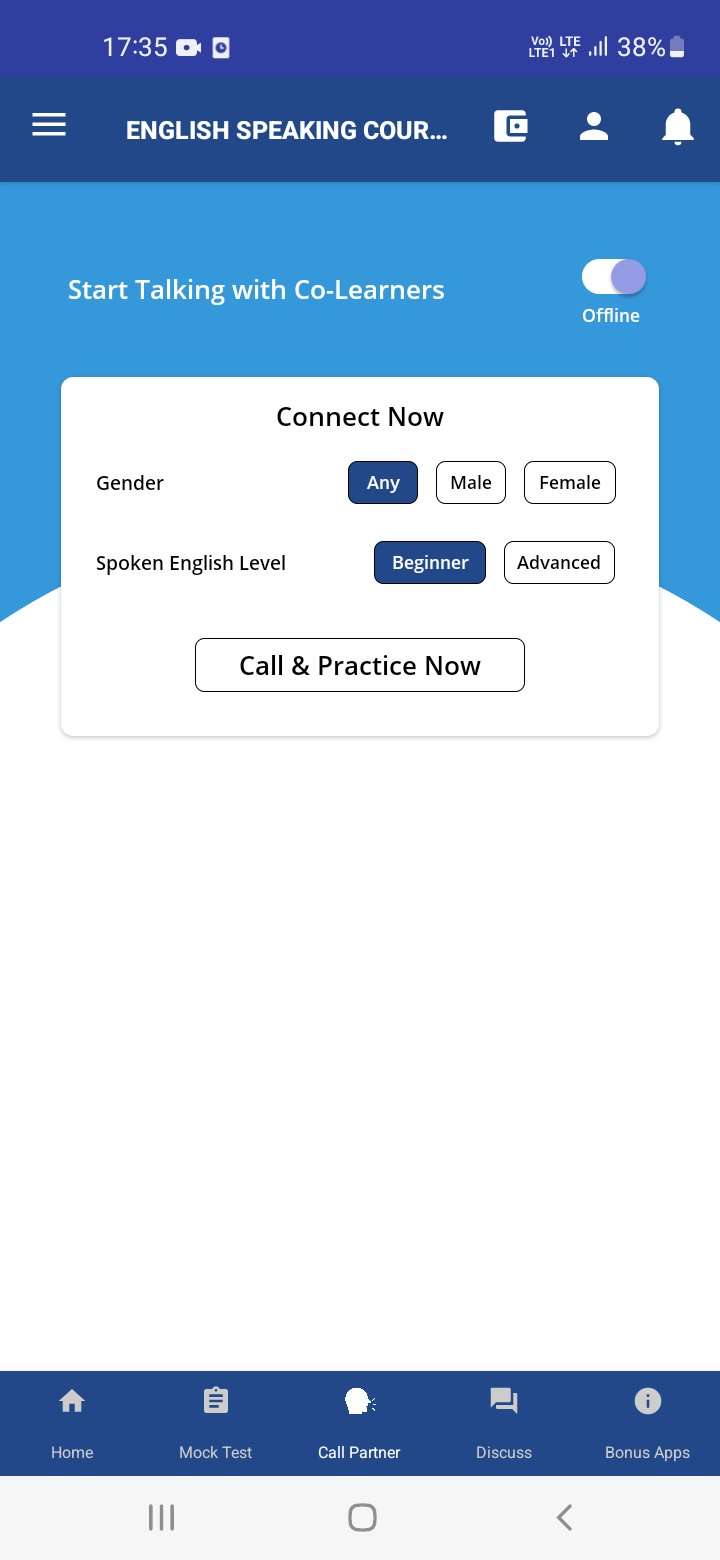 17:35 Vo)) LTE LTE1 38%
ENGLISH SPEAKING COUR...
Start Talking with Co-Learners
Offline
Connect Now
Gender Any Male Female
Spoken English Level Beginner Advanced
Call & Practice Now
Home Mock Test Call Partner Discuss Bonus Apps